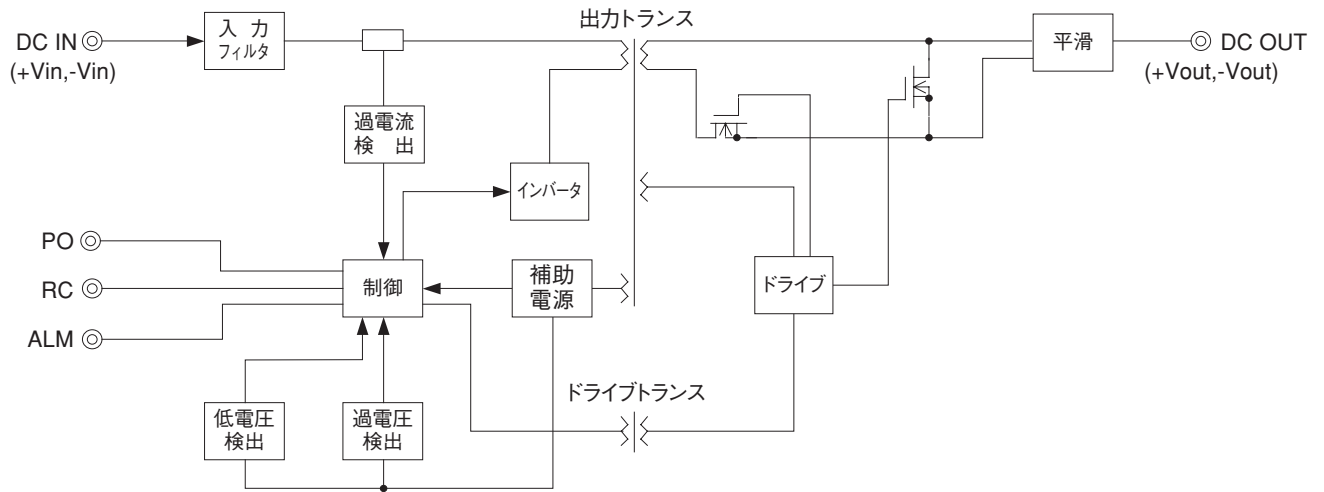 出力トランス
DC IN
(+Vin,-Vin)
入 力
フィルタ
平滑
DC OUT
(+Vout,-Vout)
過電流
検 出
インバータ
PO
RC
ALM
制御
補助
電源
ドライブ
ドライブトランス
低電圧
検出
過電圧
検出